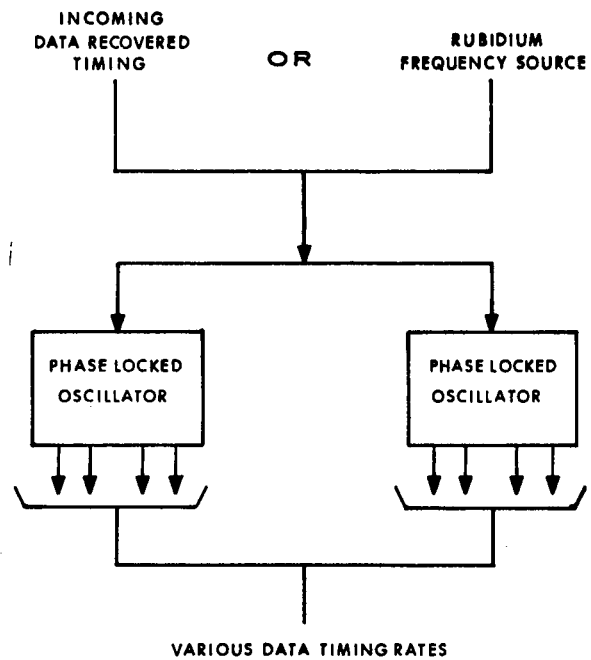 INCOMING
DATA RECOVERED
TIMING
OR
RUBIDIUM
FREQUENCY SOURCE
PHASE LOCKED
OSCILLATOR
PHASE LOCKED
OSCILLATOR
VARIOUS DATA TIMING RATES